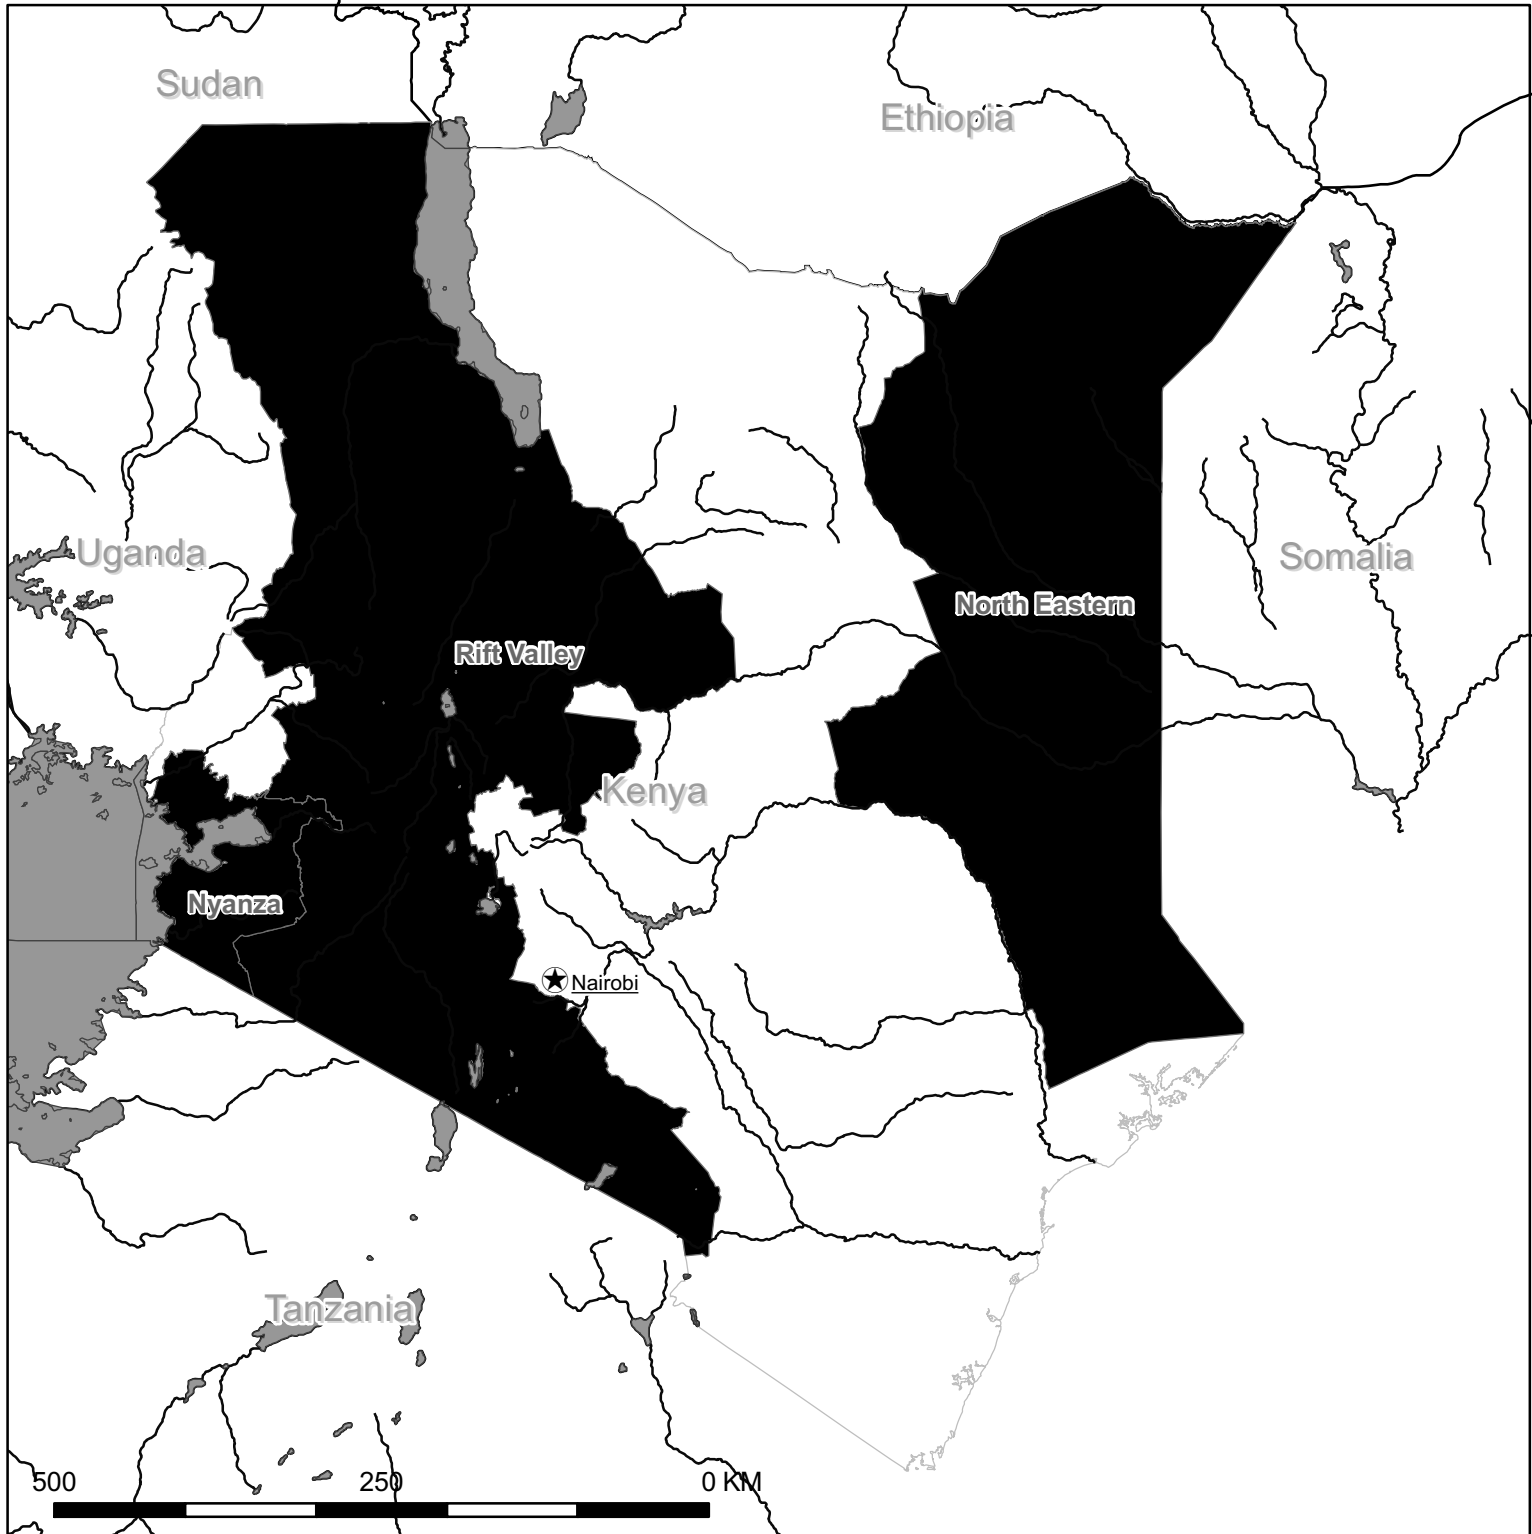 Sudan
Ethiopia
Uganda
Somalia
North Eastern
Rift Valley
Kenya
Nyanza
Nairobi
Tanzania
500 250 0 KM